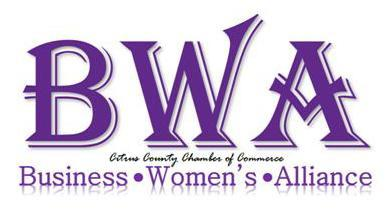 BWA
Citrus County Chamber of Commerce
Business •Women's •Alliance